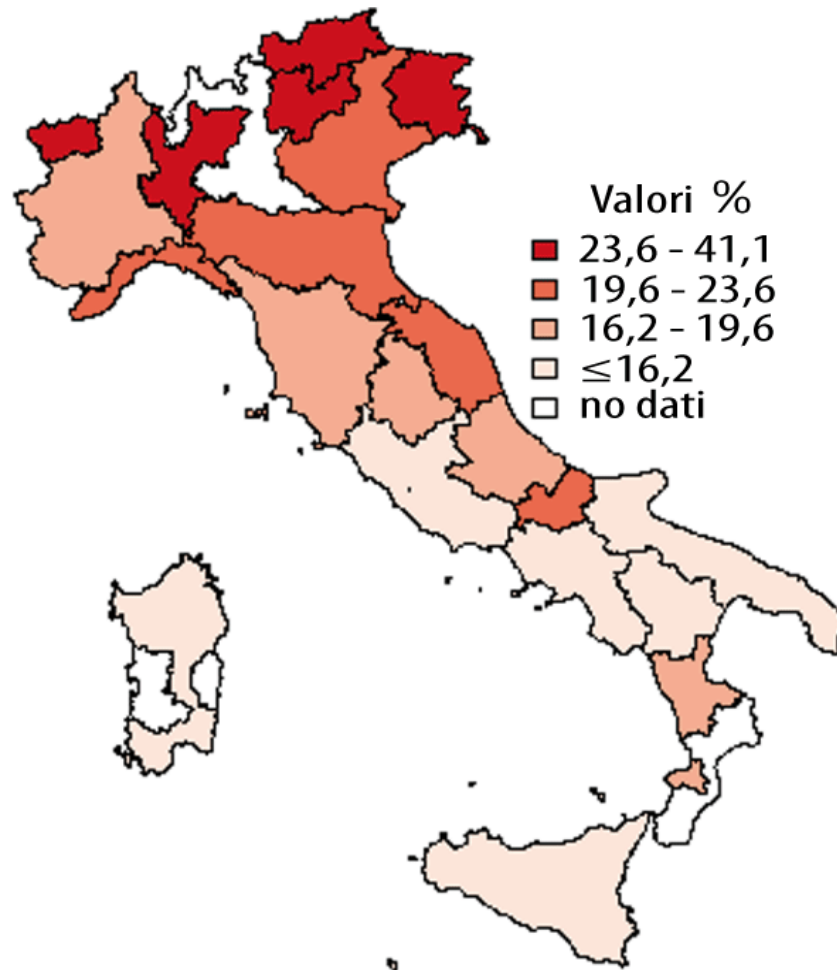 Valori %
23,6 - 41,1
19,6 - 23,6
16,2 - 19,6
≤16,2
no dati